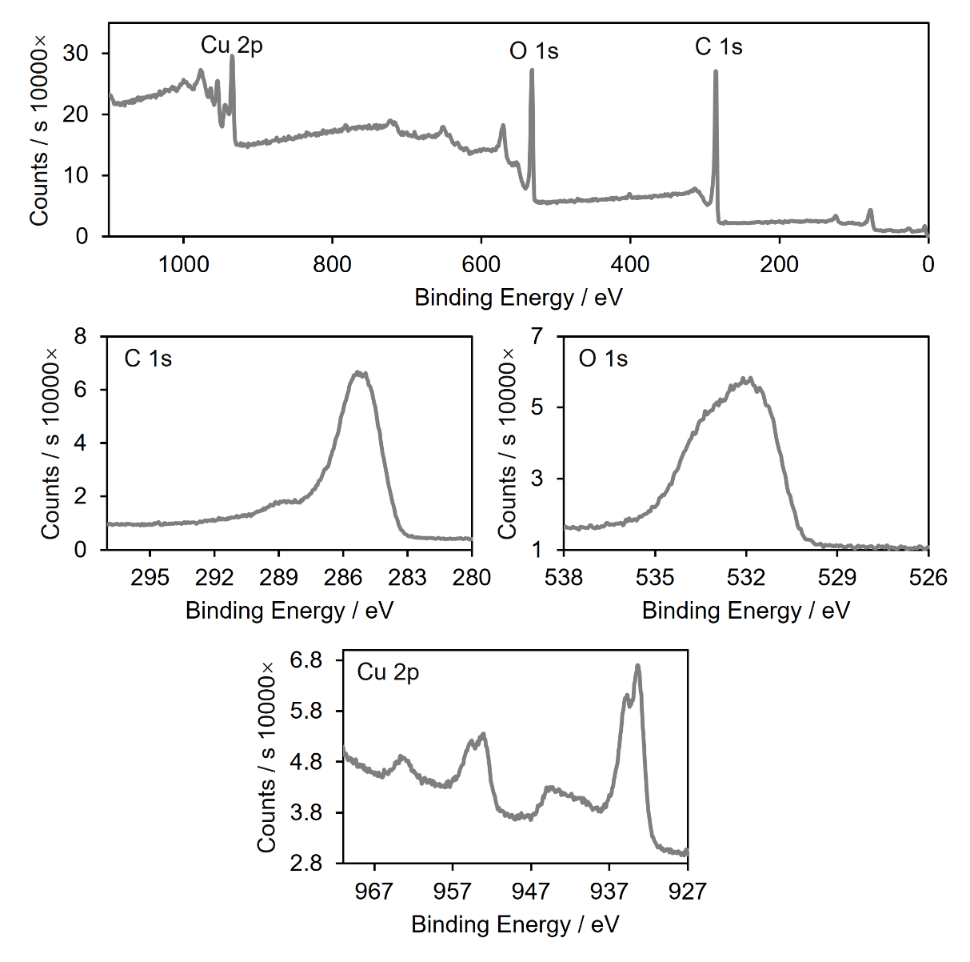 Counts / s 10000×
30
20
10
0
Cu 2p
O 1s
C 1s
1000 800 600 400 200 0
Binding Energy / eV
Counts / s 10000×
8
6
4
2
0
C 1s
295 292 289 286 283 280
Binding Energy / eV
Counts / s 10000×
7
5
3
1
O 1s
538 535 532 529 526
Binding Energy / eV
Counts / s 10000×
6.8
5.8
4.8
3.8
2.8
Cu 2p
967 957 947 937 927
Binding Energy / eV